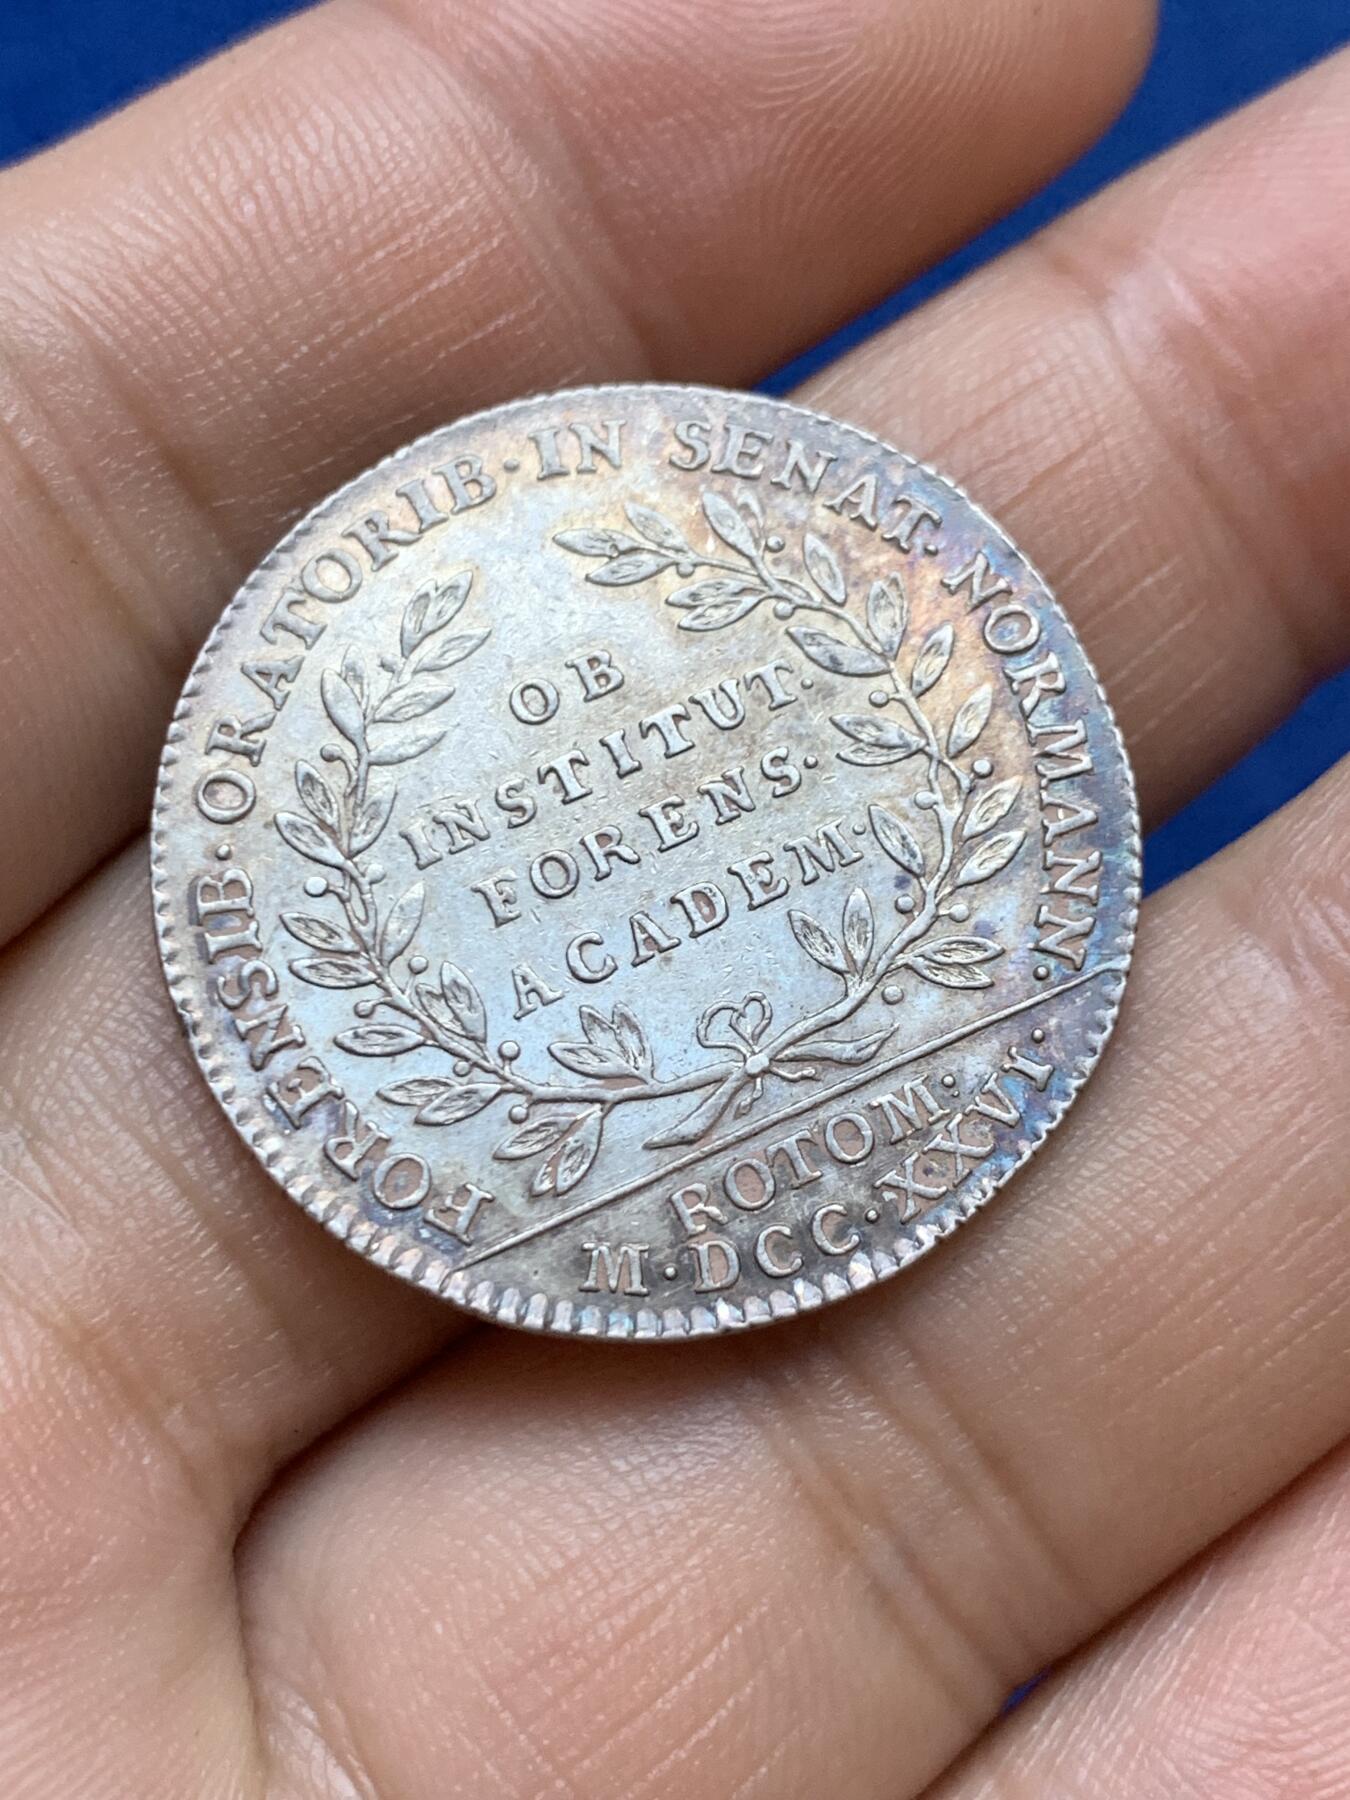 FORENSIB·ORATORIB·IN SENAT. NORMANN.
OB
INSTITUT.
FORENS.
ACADEM·
ROTOM:
M·DCC·XXVI·